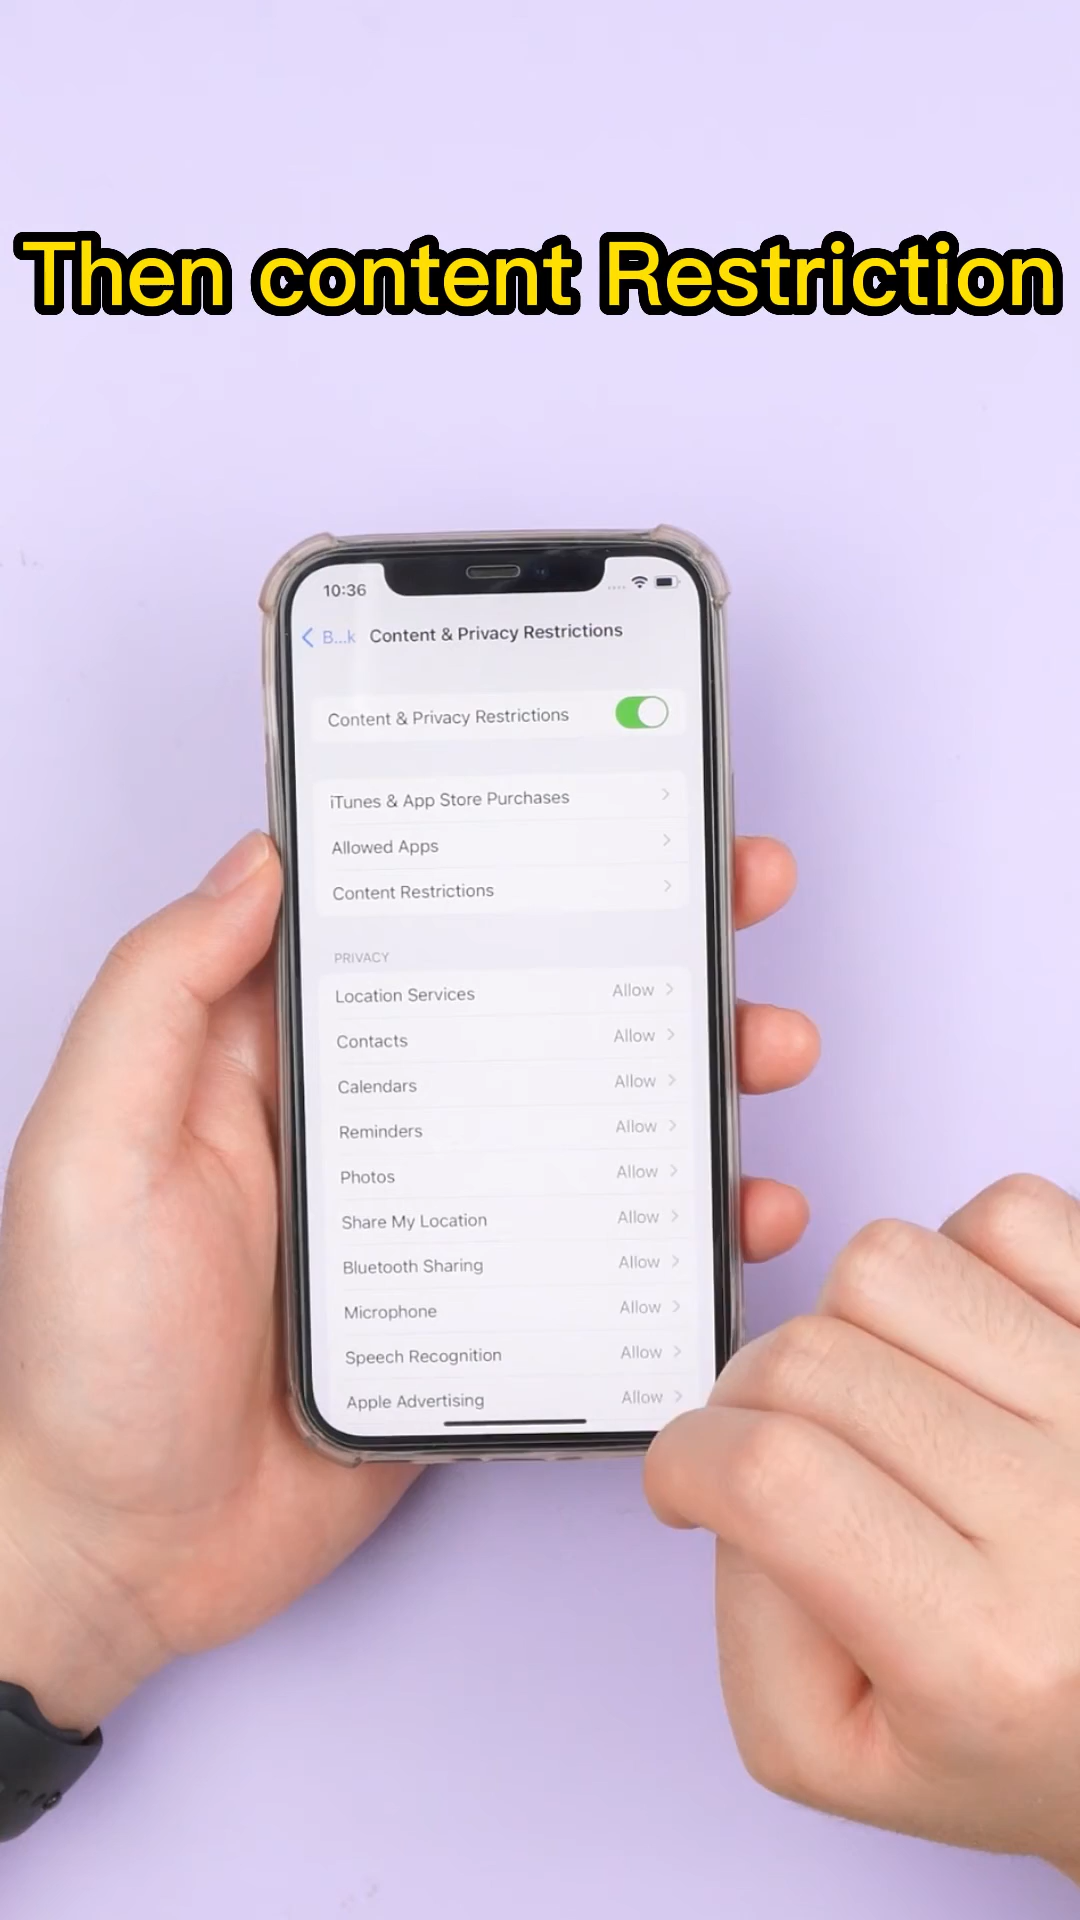 Then content Restriction
10:36
B...k Content & Privacy Restrictions
Content & Privacy Restrictions
iTunes & App Store Purchases
Allowed Apps
Content Restrictions
PRIVACY
Location Services Allow
Contacts Allow
Calendars Allow
Reminders Allow
Photos Allow
Share My Location Allow
Bluetooth Sharing Allow
Microphone Allow
Speech Recognition Allow
Apple Advertising Allow